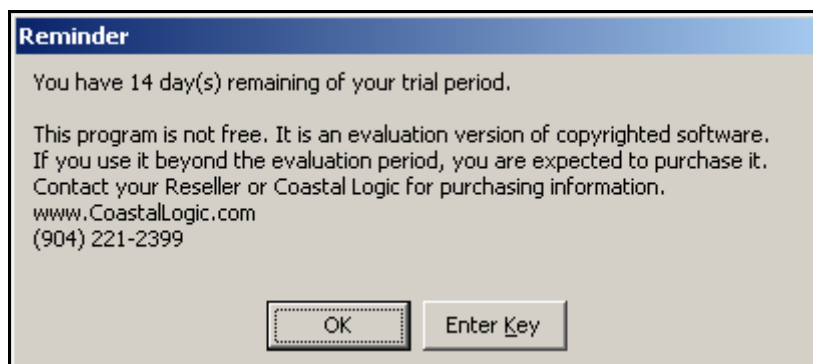 Reminder
You have 14 day(s) remaining of your trial period.
This program is not free. It is an evaluation version of copyrighted software.
If you use it beyond the evaluation period, you are expected to purchase it.
Contact your Reseller or Coastal Logic for purchasing information.
www.CoastalLogic.com
(904) 221-2399
OK
Enter Key